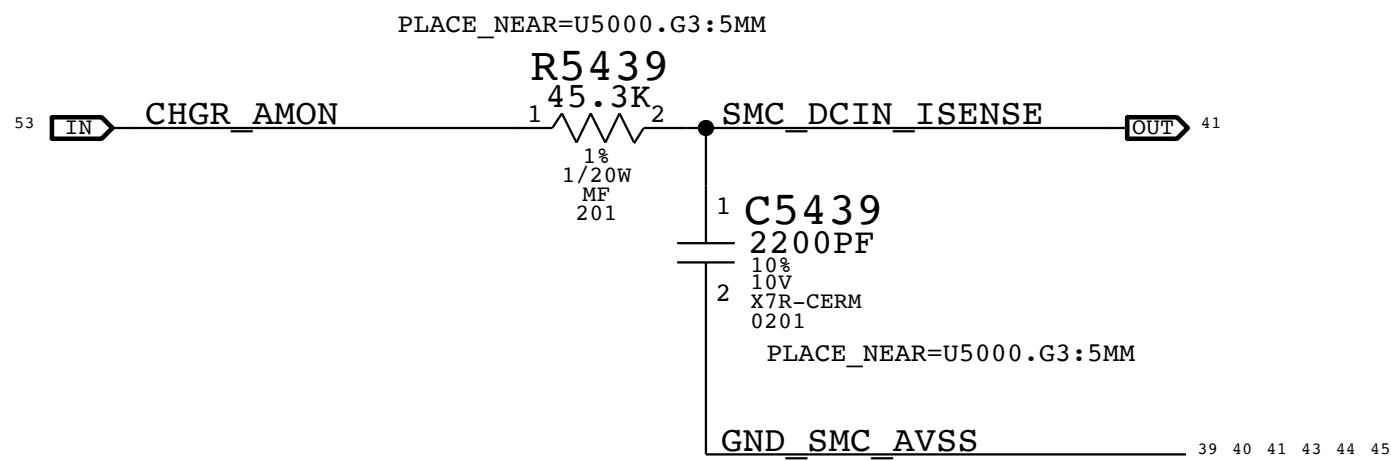 PLACE_NEAR=U5000.G3:5MM
R5439
45.3K
53 IN CHGR_AMON 1 2 SMC_DCIN_ISENSE OUT 41
1%
1/20W
MF
201
1 C5439
2200PF
10%
10V
2 X7R-CERM
0201
PLACE_NEAR=U5000.G3:5MM
GND_SMC_AVSS 39 40 41 43 44 45